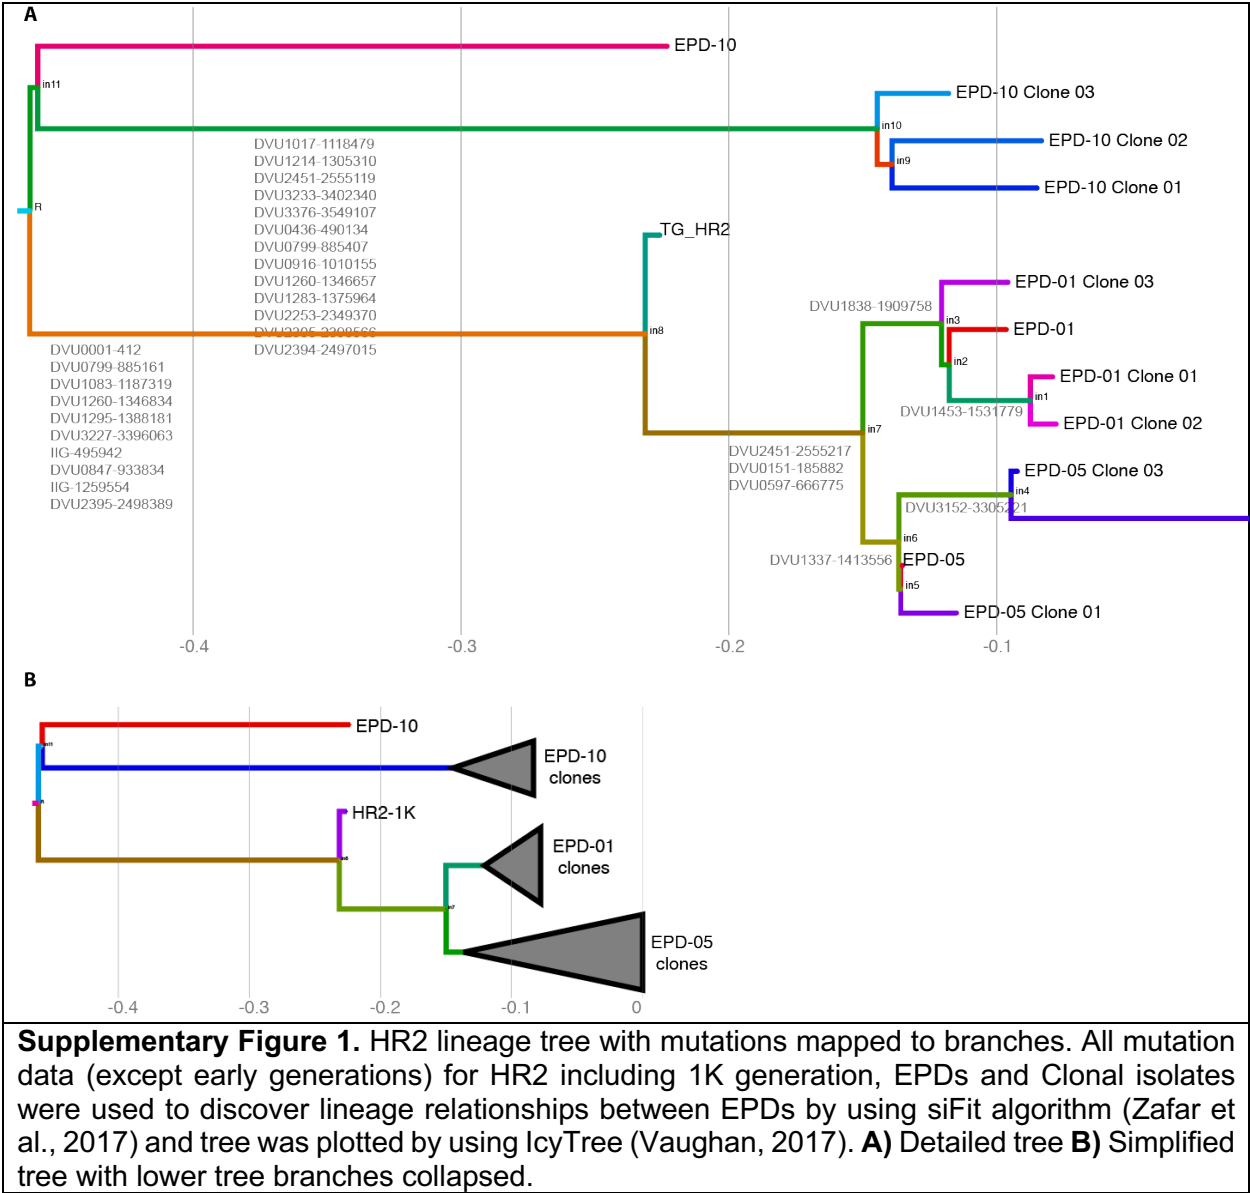 A
EPD-10
in11
EPD-10 Clone 03
in10
DVU1017-1118479
EPD-10 Clone 02
DVU1214-1305310
in9
DVU2451-2555119
EPD-10 Clone 01
DVU3233-3402340
R
DVU3376-3549107
DVU0436-490134
TG_HR2
DVU0799-885407
DVU0916-1010155
DVU1260-1346657
EPD-01 Clone 03
DVU1283-1375964
DVU1838-1909758
DVU2253-2349370
in3
EPD-01
DVU2395-2398566
in8
DVU2394-2497015
in2
DVU0001-412
DVU0799-885161
EPD-01 Clone 01
DVU1083-1187319
in1
DVU1260-1346834
DVU1453-1531779
DVU1295-1388181
EPD-01 Clone 02
DVU3227-3396063
in7
IIG-495942
DVU2451-2555217
DVU0847-933834
DVU0151-185882
EPD-05 Clone 03
IIG-1259554
DVU0597-666775
in4
DVU2395-2498389
DVU3152-3305221
in6
DVU1337-1413556
EPD-05
in5
EPD-05 Clone 01
-0.4 -0.3 -0.2 -0.1
B
EPD-10
in11
EPD-10
clones
R
HR2-1K
EPD-01
clones
in8
in7
EPD-05
clones
-0.4 -0.3 -0.2 -0.1 0
Supplementary Figure 1. HR2 lineage tree with mutations mapped to branches. All mutation
data (except early generations) for HR2 including 1K generation, EPDs and Clonal isolates
were used to discover lineage relationships between EPDs by using siFit algorithm (Zafar et
al., 2017) and tree was plotted by using IcyTree (Vaughan, 2017). A) Detailed tree B) Simplified
tree with lower tree branches collapsed.